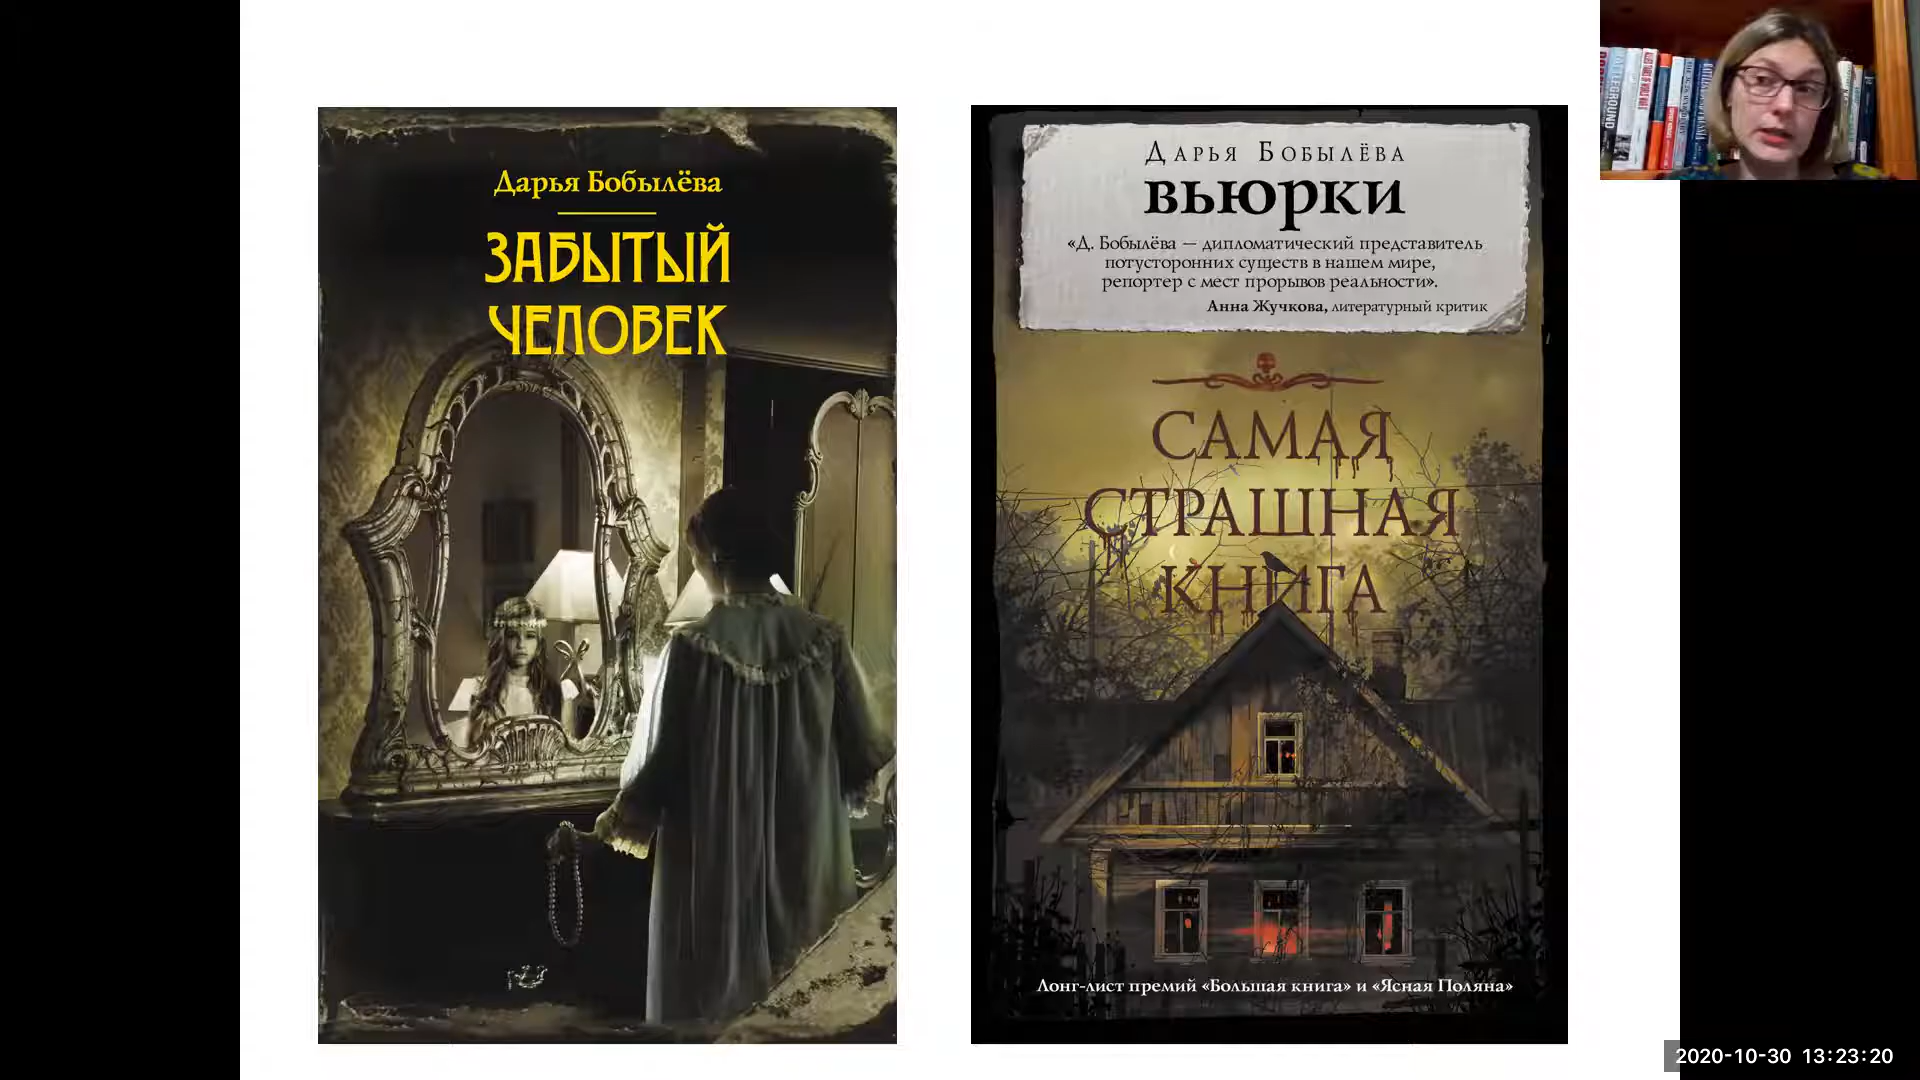 Дарья Бобылёва
ЗАБЫТЫЙ
ЧЕЛОВЕК
Дарья Бобылёва
вьюрки
«Д. Бобылёва — дипломатический представитель
потусторонних существ в нашем мире,
репортер с мест прорывов реальности».
Анна Жучкова, литературный критик
САМАЯ
СТРАШНАЯ
КНИГА
Лонг-лист премий «Большая книга» и «Ясная Поляна»
BATTLEGROUND
2020-10-30 13:23:20